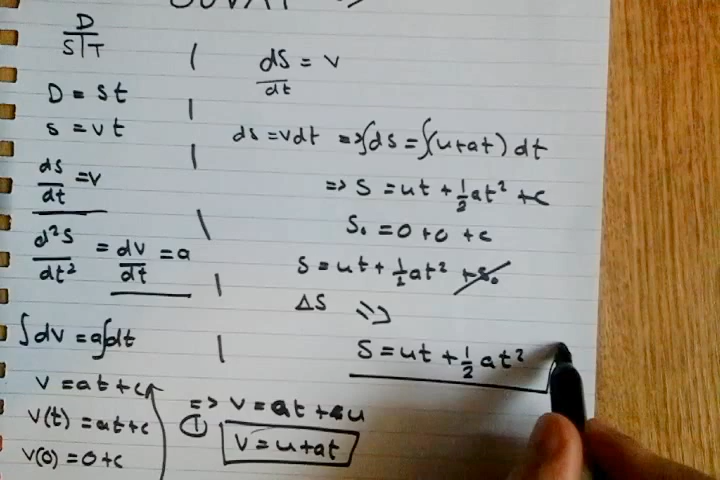 SUVAT =>
D
S | T
D = st
s = vt
ds/dt = v
d²s/dt² = dv/dt = a
∫dv = a∫dt
v = at + c
v(t) = at + c
v(0) = 0 + c
=> v = at + u
① v = u + at
ds/dt = v
ds = vdt => ∫ds = ∫(u+at) dt
=> s = ut + ½at² + c
S₀ = 0 + 0 + c
s = ut + ½at² + s₀
Δs =>
s = ut + ½at²